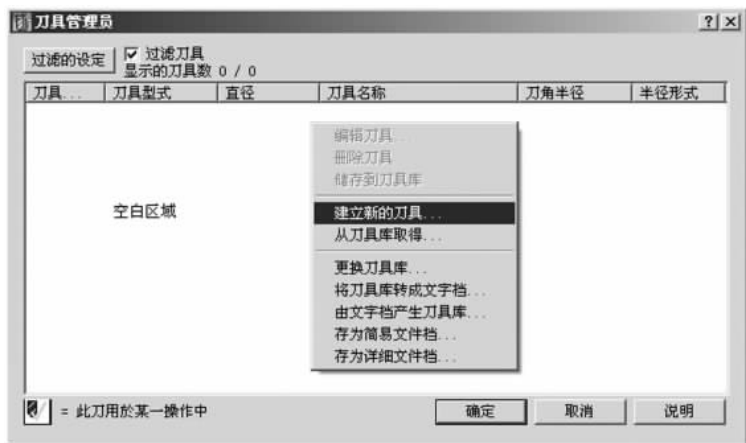 刀具管理员
过滤的设定 过滤刀具
显示的刀具数 0 / 0
刀具... 刀具型式 直径 刀具名称 刀角半径 半径形式
编辑刀具...
删除刀具
储存到刀具库
空白区域
建立新的刀具...
从刀具库取得...
更换刀具库...
将刀具库转成文字档...
由文字档产生刀具库...
存为简易文件档...
存为详细文件档...
= 此刀用於某一操作中 确定 取消 说明